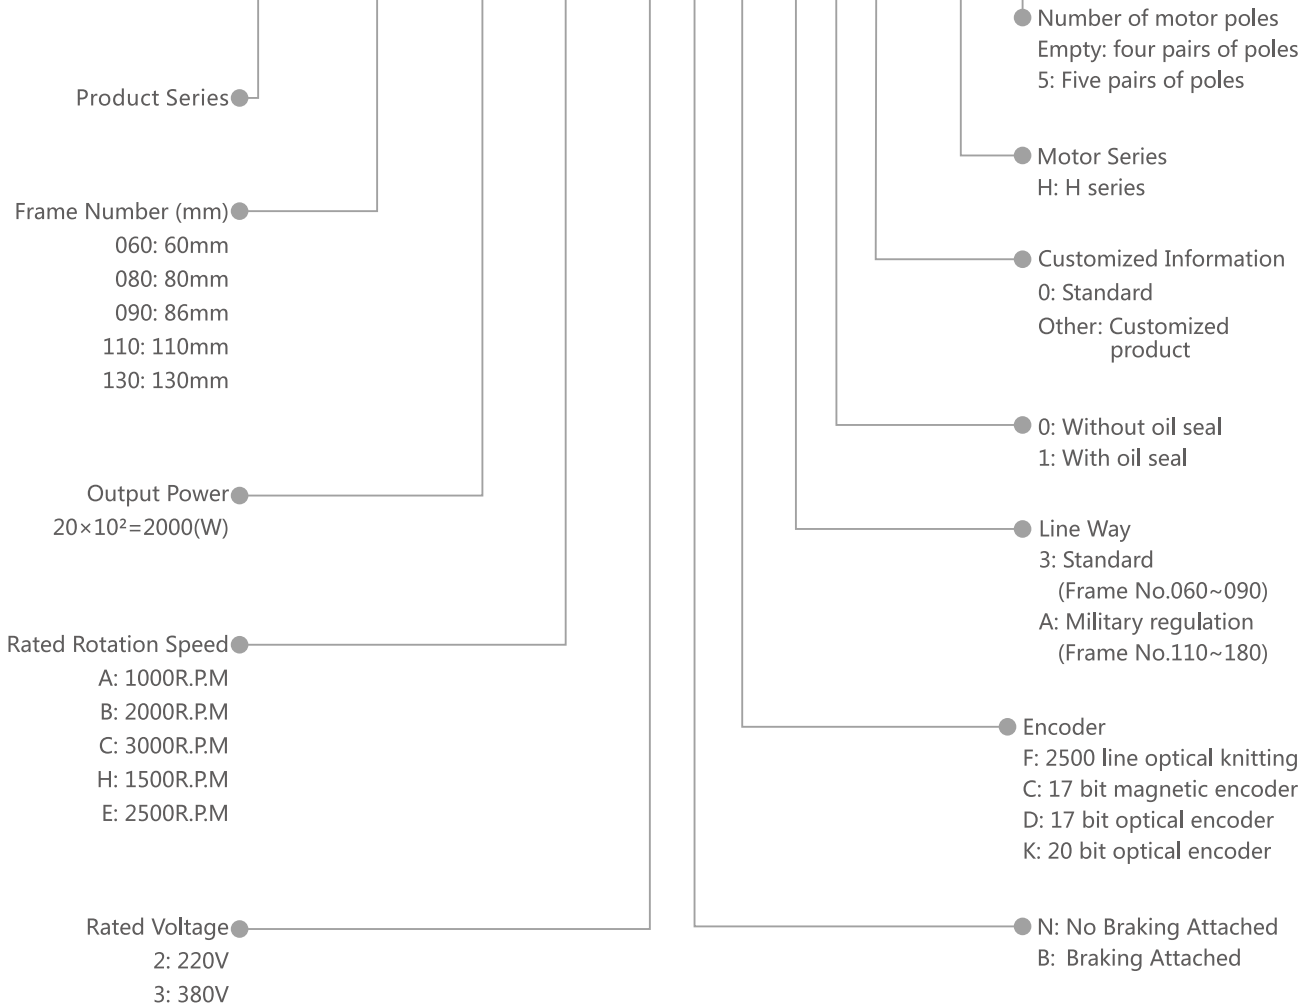 Product Series
Frame Number (mm)
060: 60mm
080: 80mm
090: 86mm
110: 110mm
130: 130mm
Output Power
20×10²=2000(W)
Rated Rotation Speed
A: 1000R.P.M
B: 2000R.P.M
C: 3000R.P.M
H: 1500R.P.M
E: 2500R.P.M
Rated Voltage
2: 220V
3: 380V
Number of motor poles
Empty: four pairs of poles
5: Five pairs of poles
Motor Series
H: H series
Customized Information
0: Standard
Other: Customized
product
0: Without oil seal
1: With oil seal
Line Way
3: Standard
(Frame No.060~090)
A: Military regulation
(Frame No.110~180)
Encoder
F: 2500 line optical knitting
C: 17 bit magnetic encoder
D: 17 bit optical encoder
K: 20 bit optical encoder
N: No Braking Attached
B: Braking Attached